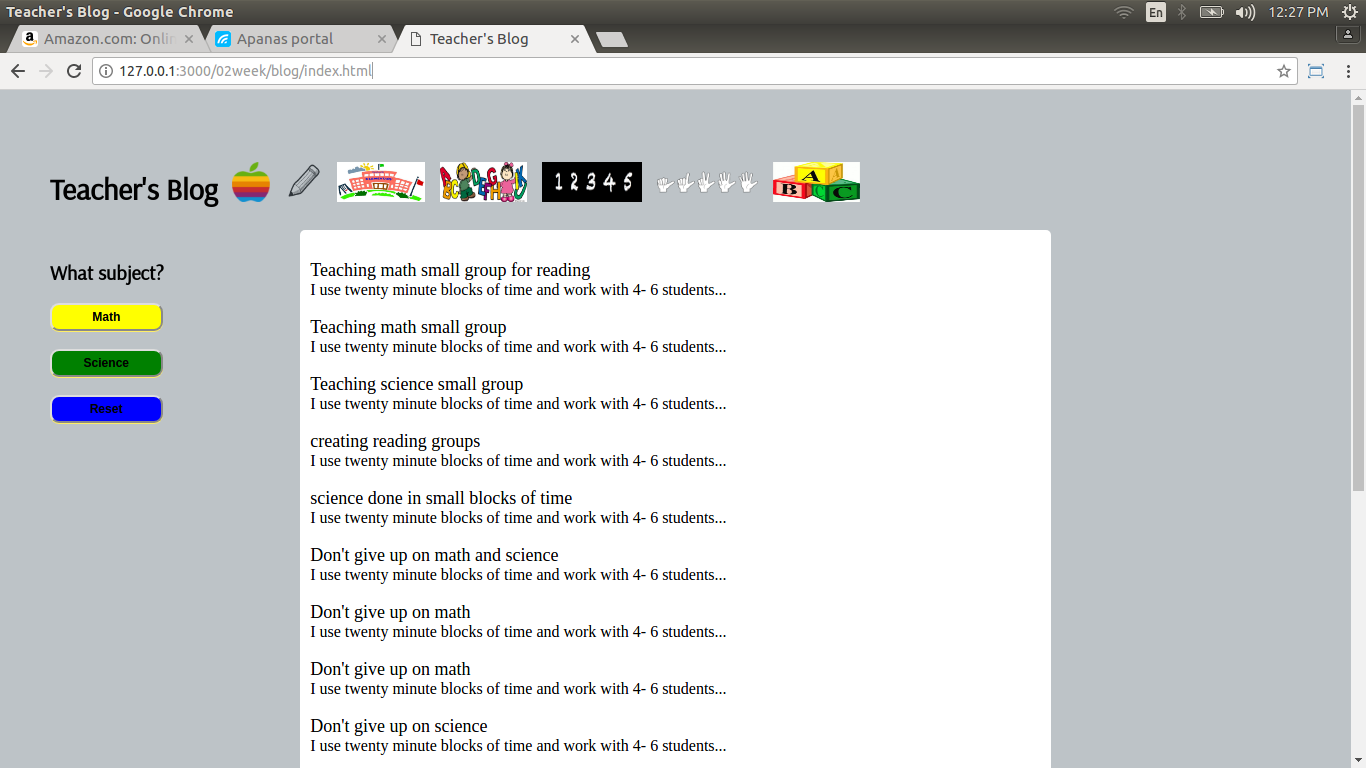 Teacher's Blog - Google Chrome
En
12:27 PM
Amazon.com: Onlin
Apanas portal
Teacher's Blog
127.0.0.1:3000/02week/blog/index.html
Teacher's Blog
1 2 3 4 5
A B C
What subject?
Math
Science
Reset
Teaching math small group for reading
I use twenty minute blocks of time and work with 4- 6 students...
Teaching math small group
I use twenty minute blocks of time and work with 4- 6 students...
Teaching science small group
I use twenty minute blocks of time and work with 4- 6 students...
creating reading groups
I use twenty minute blocks of time and work with 4- 6 students...
science done in small blocks of time
I use twenty minute blocks of time and work with 4- 6 students...
Don't give up on math and science
I use twenty minute blocks of time and work with 4- 6 students...
Don't give up on math
I use twenty minute blocks of time and work with 4- 6 students...
Don't give up on math
I use twenty minute blocks of time and work with 4- 6 students...
Don't give up on science
I use twenty minute blocks of time and work with 4- 6 students...